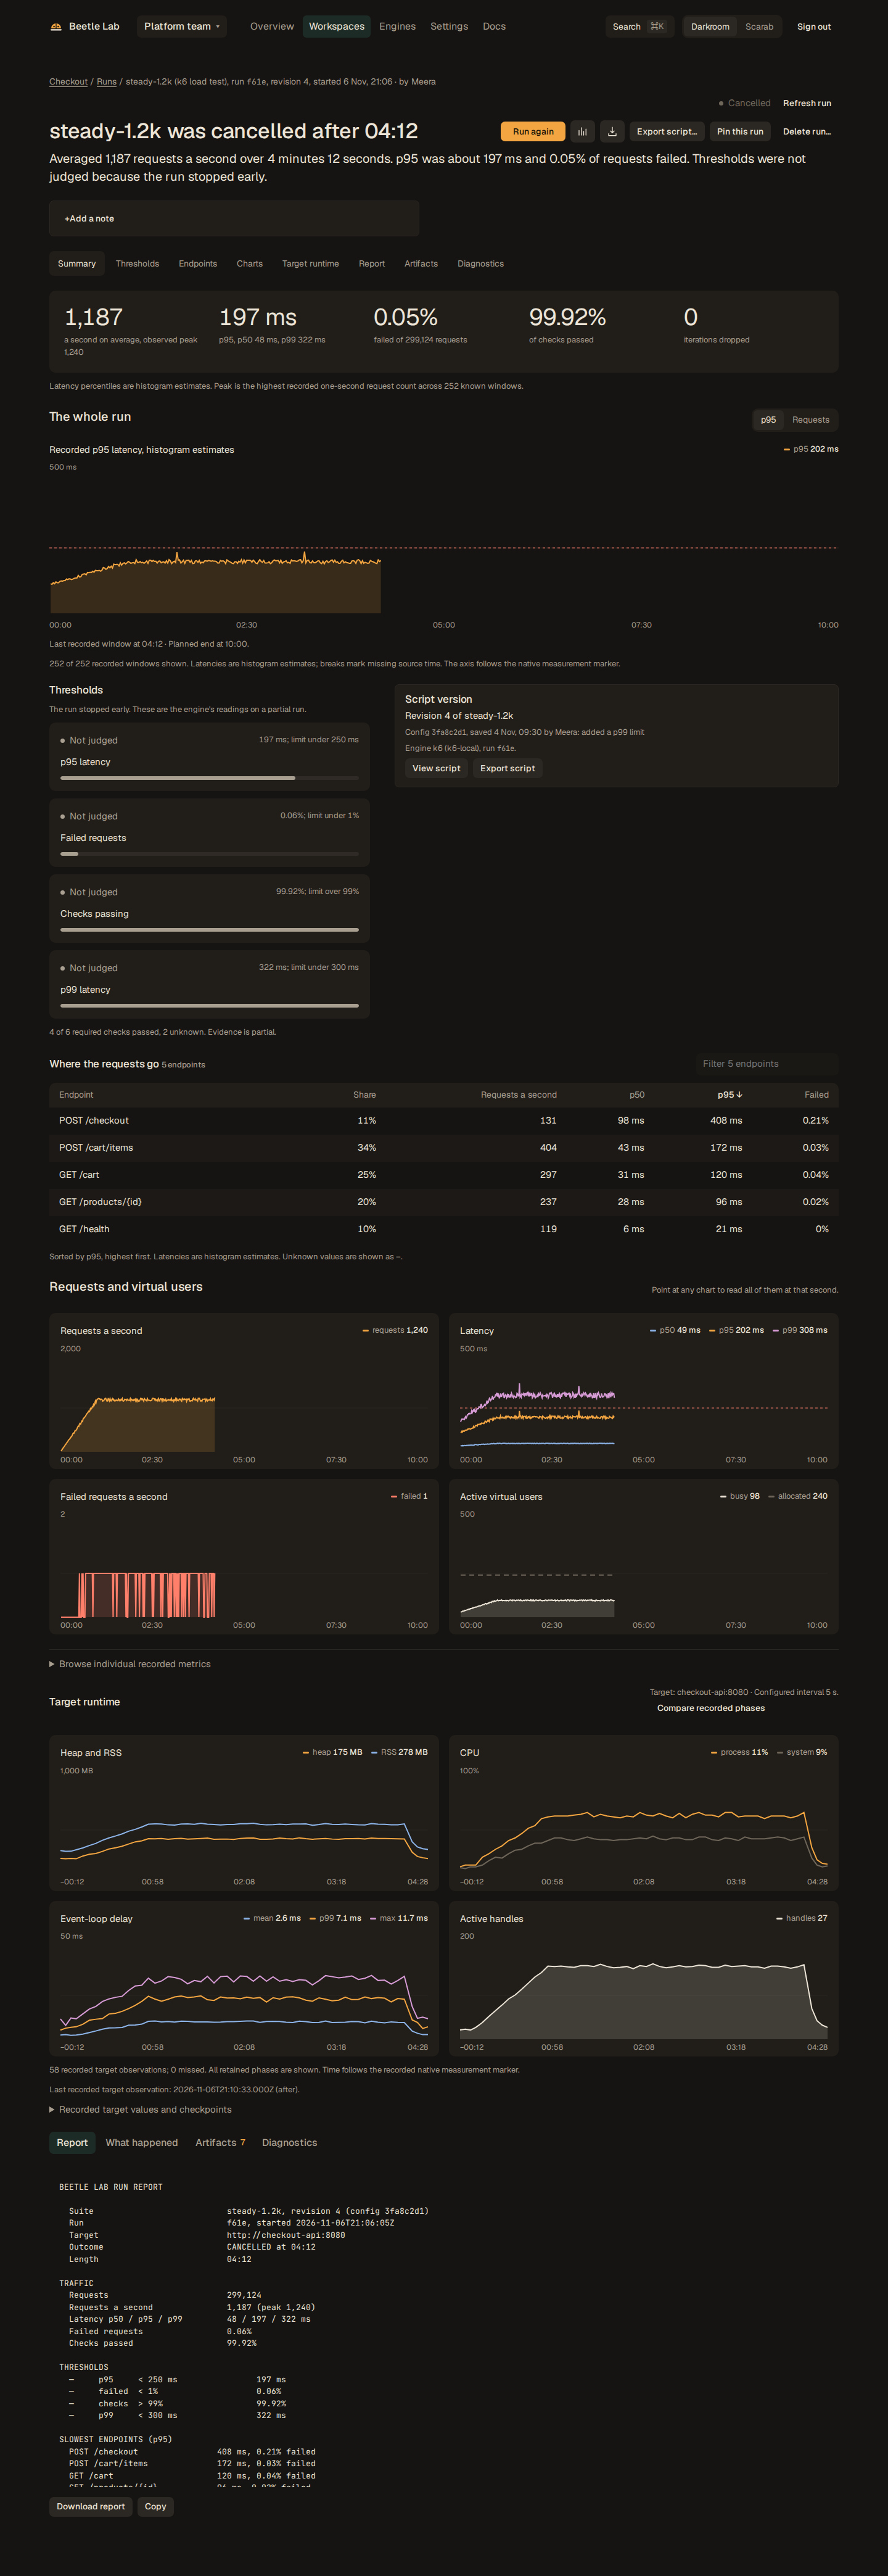 Beetle Lab
Platform team
Overview
Workspaces
Engines
Settings
Docs
Search ⌘K
Darkroom
Scarab
Sign out
Checkout / Runs / steady-1.2k (k6 load test), run f61e, revision 4, started 6 Nov, 21:06 · by Meera
Cancelled
Refresh run
steady-1.2k was cancelled after 04:12
Run again
Export script...
Pin this run
Delete run...
Averaged 1,187 requests a second over 4 minutes 12 seconds. p95 was about 197 ms and 0.05% of requests failed. Thresholds were not
judged because the run stopped early.
+Add a note
Summary
Thresholds
Endpoints
Charts
Target runtime
Report
Artifacts
Diagnostics
1,187
a second on average, observed peak
1,240
197 ms
p95, p50 48 ms, p99 322 ms
0.05%
failed of 299,124 requests
99.92%
of checks passed
0
iterations dropped
Latency percentiles are histogram estimates. Peak is the highest recorded one-second request count across 252 known windows.
The whole run
p95
Requests
Recorded p95 latency, histogram estimates
p95 202 ms
500 ms
00:00 02:30 05:00 07:30 10:00
Last recorded window at 04:12 · Planned end at 10:00.
252 of 252 recorded windows shown. Latencies are histogram estimates; breaks mark missing source time. The axis follows the native measurement marker.
Thresholds
The run stopped early. These are the engine's readings on a partial run.
Not judged
197 ms; limit under 250 ms
p95 latency
Not judged
0.06%; limit under 1%
Failed requests
Not judged
99.92%; limit over 99%
Checks passing
Not judged
322 ms; limit under 300 ms
p99 latency
4 of 6 required checks passed, 2 unknown. Evidence is partial.
Script version
Revision 4 of steady-1.2k
Config 3fa8c2d1, saved 4 Nov, 09:30 by Meera: added a p99 limit
Engine k6 (k6-local), run f61e.
View script
Export script
Where the requests go 5 endpoints
Filter 5 endpoints
Endpoint Share Requests a second p50 p95 ↓ Failed
POST /checkout 11% 131 98 ms 408 ms 0.21%
POST /cart/items 34% 404 43 ms 172 ms 0.03%
GET /cart 25% 297 31 ms 120 ms 0.04%
GET /products/{id} 20% 237 28 ms 96 ms 0.02%
GET /health 10% 119 6 ms 21 ms 0%
Sorted by p95, highest first. Latencies are histogram estimates. Unknown values are shown as –.
Requests and virtual users
Point at any chart to read all of them at that second.
Requests a second
requests 1,240
2,000
00:00 02:30 05:00 07:30 10:00
Latency
p50 49 ms p95 202 ms p99 308 ms
500 ms
00:00 02:30 05:00 07:30 10:00
Failed requests a second
failed 1
2
00:00 02:30 05:00 07:30 10:00
Active virtual users
busy 98 allocated 240
500
00:00 02:30 05:00 07:30 10:00
Browse individual recorded metrics
Target runtime
Target: checkout-api:8080 · Configured interval 5 s.
Compare recorded phases
Heap and RSS
heap 175 MB RSS 278 MB
1,000 MB
−00:12 00:58 02:08 03:18 04:28
CPU
process 11% system 9%
100%
−00:12 00:58 02:08 03:18 04:28
Event-loop delay
mean 2.6 ms p99 7.1 ms max 11.7 ms
50 ms
−00:12 00:58 02:08 03:18 04:28
Active handles
handles 27
200
−00:12 00:58 02:08 03:18 04:28
58 recorded target observations; 0 missed. All retained phases are shown. Time follows the recorded native measurement marker.
Last recorded target observation: 2026-11-06T21:10:33.000Z (after).
Recorded target values and checkpoints
Report
What happened
Artifacts 7
Diagnostics
BEETLE LAB RUN REPORT
Suite steady-1.2k, revision 4 (config 3fa8c2d1)
Run f61e, started 2026-11-06T21:06:05Z
Target http://checkout-api:8080
Outcome CANCELLED at 04:12
Length 04:12
TRAFFIC
Requests 299,124
Requests a second 1,187 (peak 1,240)
Latency p50 / p95 / p99 48 / 197 / 322 ms
Failed requests 0.06%
Checks passed 99.92%
THRESHOLDS
— p95 < 250 ms 197 ms
— failed < 1% 0.06%
— checks > 99% 99.92%
— p99 < 300 ms 322 ms
SLOWEST ENDPOINTS (p95)
POST /checkout 408 ms, 0.21% failed
POST /cart/items 172 ms, 0.03% failed
GET /cart 120 ms, 0.04% failed
GET /products/{id} 96 ms, 0.02% failed
Download report
Copy